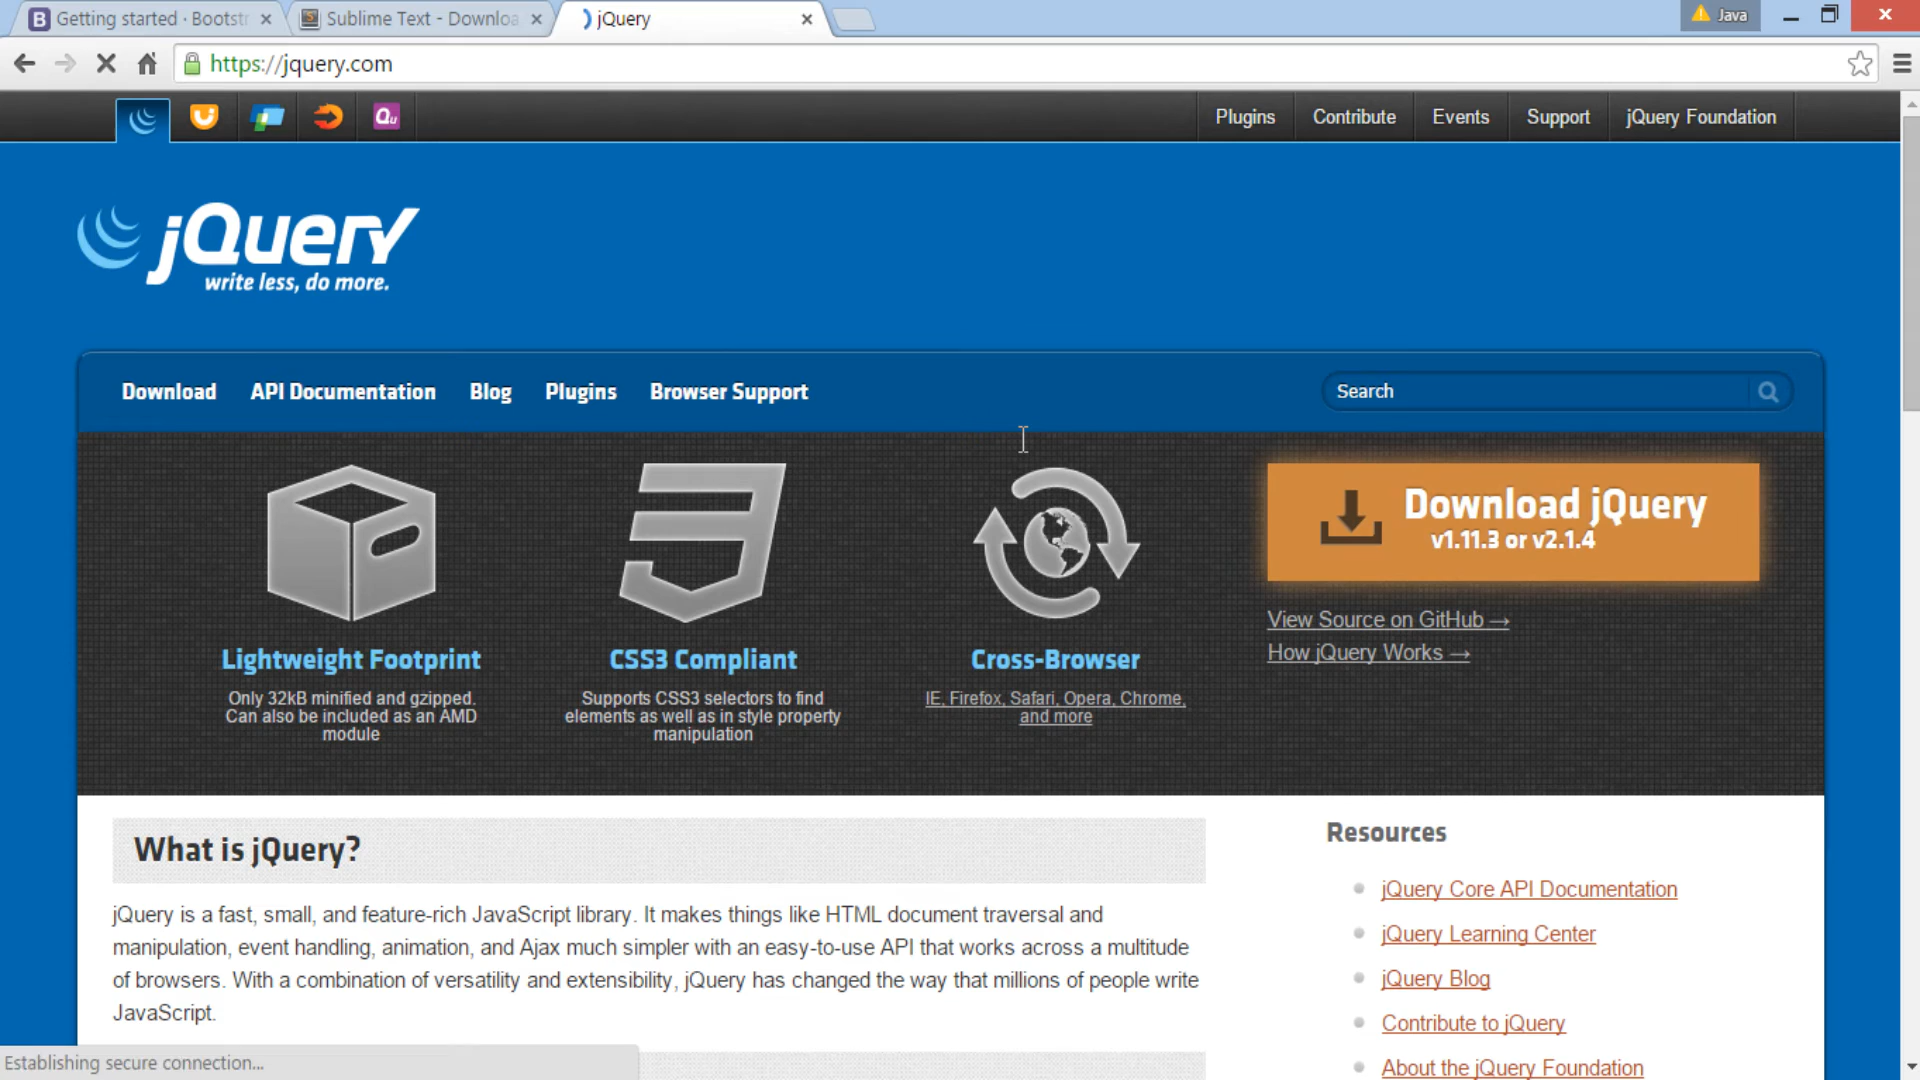 Getting started · Bootstr
Sublime Text - Downloa
jQuery
Java
https://jquery.com
Qu
Plugins
Contribute
Events
Support
jQuery Foundation
jQuery
write less, do more.
Download
API Documentation
Blog
Plugins
Browser Support
Search
Download jQuery
v1.11.3 or v2.1.4
View Source on GitHub →
How jQuery Works →
Lightweight Footprint
Only 32kB minified and gzipped.
Can also be included as an AMD
module
CSS3 Compliant
Supports CSS3 selectors to find
elements as well as in style property
manipulation
Cross-Browser
IE, Firefox, Safari, Opera, Chrome,
and more
What is jQuery?
jQuery is a fast, small, and feature-rich JavaScript library. It makes things like HTML document traversal and
manipulation, event handling, animation, and Ajax much simpler with an easy-to-use API that works across a multitude
of browsers. With a combination of versatility and extensibility, jQuery has changed the way that millions of people write
JavaScript.
Resources
jQuery Core API Documentation
jQuery Learning Center
jQuery Blog
Contribute to jQuery
About the jQuery Foundation
Establishing secure connection...